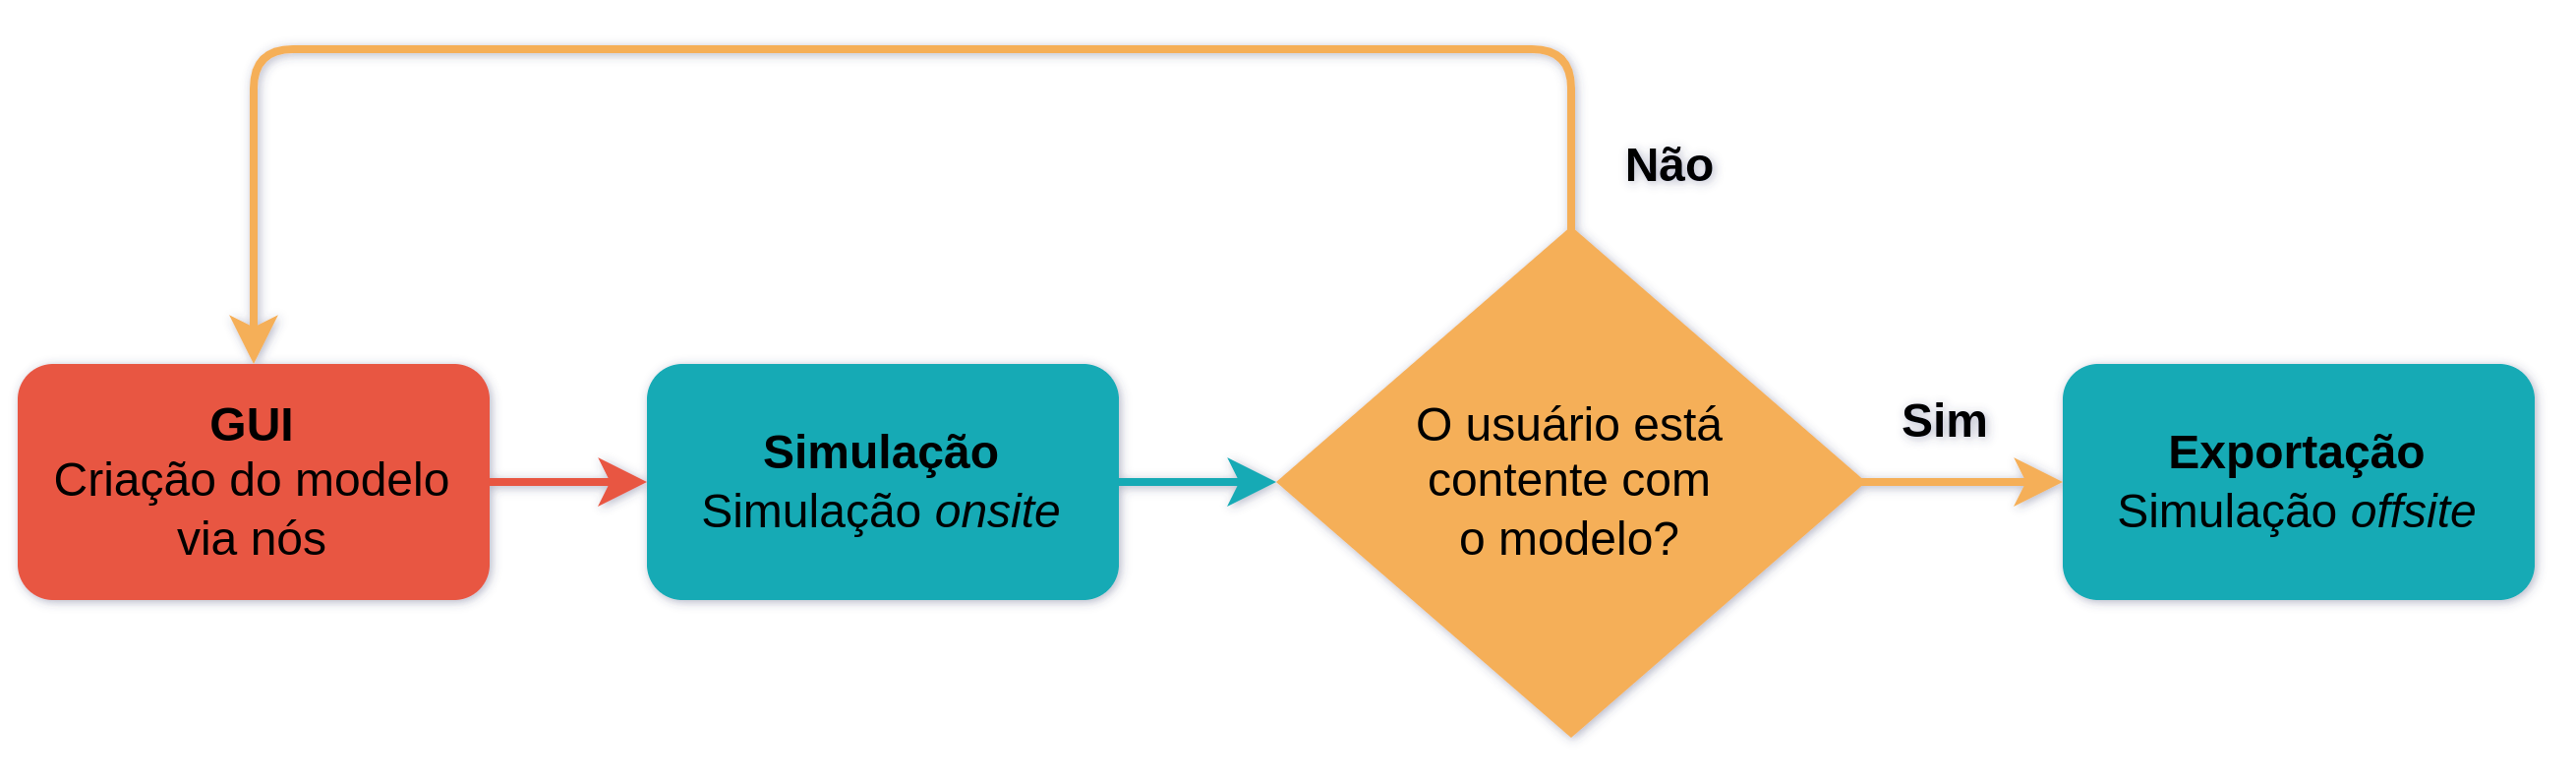 Não
GUI
Criação do modelo
via nós
Simulação
Simulação onsite
O usuário está
contente com
o modelo?
Sim
Exportação
Simulação offsite